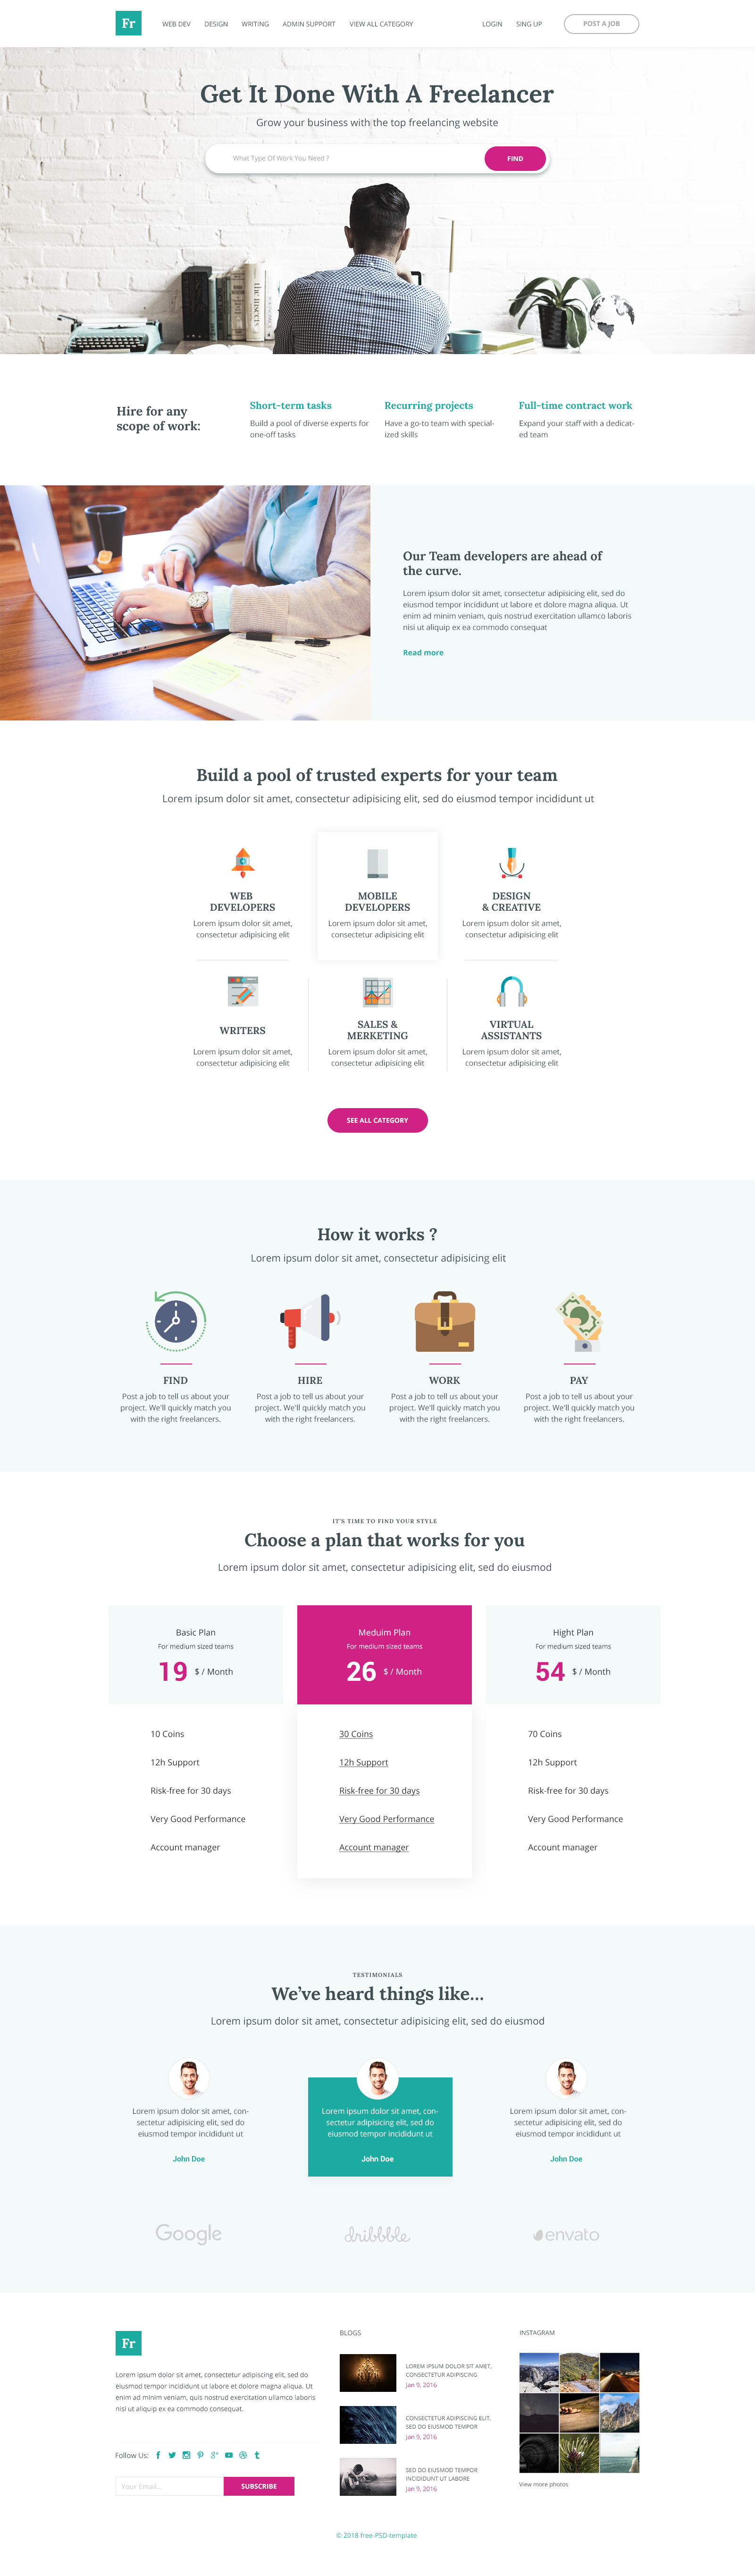 Fr WEB DEV DESIGN WRITING ADMIN SUPPORT VIEW ALL CATEGORY LOGIN SING UP POST A JOB
Get It Done With A Freelancer
Grow your business with the top freelancing website
What Type Of Work You Need ? FIND
Hire for any
scope of work:
Short-term tasks
Build a pool of diverse experts for
one-off tasks
Recurring projects
Have a go-to team with special-
ized skills
Full-time contract work
Expand your staff with a dedicat-
ed team
Our Team developers are ahead of
the curve.
Lorem ipsum dolor sit amet, consectetur adipisicing elit, sed do
eiusmod tempor incididunt ut labore et dolore magna aliqua. Ut
enim ad minim veniam, quis nostrud exercitation ullamco laboris
nisi ut aliquip ex ea commodo consequat
Read more
Build a pool of trusted experts for your team
Lorem ipsum dolor sit amet, consectetur adipisicing elit, sed do eiusmod tempor incididunt ut
WEB
DEVELOPERS
Lorem ipsum dolor sit amet,
consectetur adipisicing elit
MOBILE
DEVELOPERS
Lorem ipsum dolor sit amet,
consectetur adipisicing elit
DESIGN
& CREATIVE
Lorem ipsum dolor sit amet,
consectetur adipisicing elit
WRITERS
Lorem ipsum dolor sit amet,
consectetur adipisicing elit
SALES &
MERKETING
Lorem ipsum dolor sit amet,
consectetur adipisicing elit
VIRTUAL
ASSISTANTS
Lorem ipsum dolor sit amet,
consectetur adipisicing elit
SEE ALL CATEGORY
How it works ?
Lorem ipsum dolor sit amet, consectetur adipisicing elit
FIND
Post a job to tell us about your
project. We'll quickly match you
with the right freelancers.
HIRE
Post a job to tell us about your
project. We'll quickly match you
with the right freelancers.
WORK
Post a job to tell us about your
project. We'll quickly match you
with the right freelancers.
PAY
Post a job to tell us about your
project. We'll quickly match you
with the right freelancers.
IT'S TIME TO FIND YOUR STYLE
Choose a plan that works for you
Lorem ipsum dolor sit amet, consectetur adipisicing elit, sed do eiusmod
Basic Plan
For medium sized teams
19 $ / Month
10 Coins
12h Support
Risk-free for 30 days
Very Good Performance
Account manager
Meduim Plan
For medium sized teams
26 $ / Month
30 Coins
12h Support
Risk-free for 30 days
Very Good Performance
Account manager
Hight Plan
For medium sized teams
54 $ / Month
70 Coins
12h Support
Risk-free for 30 days
Very Good Performance
Account manager
TESTIMONIALS
We've heard things like...
Lorem ipsum dolor sit amet, consectetur adipisicing elit, sed do eiusmod
Lorem ipsum dolor sit amet, con-
sectetur adipisicing elit, sed do
eiusmod tempor incididunt ut
John Doe
Lorem ipsum dolor sit amet, con-
sectetur adipisicing elit, sed do
eiusmod tempor incididunt ut
John Doe
Lorem ipsum dolor sit amet, con-
sectetur adipisicing elit, sed do
eiusmod tempor incididunt ut
John Doe
Google dribbble envato
Fr
Lorem ipsum dolor sit amet, consectetur adipisicing elit, sed do
eiusmod tempor incididunt ut labore et dolore magna aliqua. Ut
enim ad minim veniam, quis nostrud exercitation ullamco laboris
nisi ut aliquip ex ea commodo consequat.
Follow Us:
Your Email... SUBSCRIBE
BLOGS
LOREM IPSUM DOLOR SIT AMET,
CONSECTETUR ADIPISCING
Jan 9, 2016
CONSECTETUR ADIPISCING ELIT,
SED DO EIUSMOD TEMPOR
Jan 9, 2016
SED DO EIUSMOD TEMPOR
INCIDIDUNT UT LABORE
Jan 9, 2016
INSTAGRAM
View more photos
© 2018 free-PSD-template